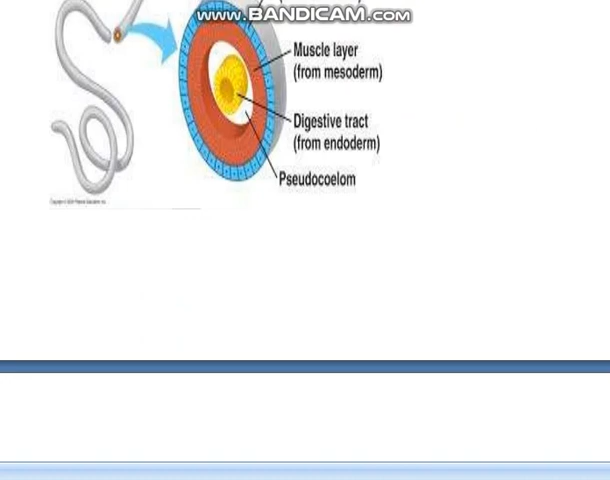 www.BANDICAM.com
Muscle layer
(from mesoderm)
Digestive tract
(from endoderm)
Pseudocoelom